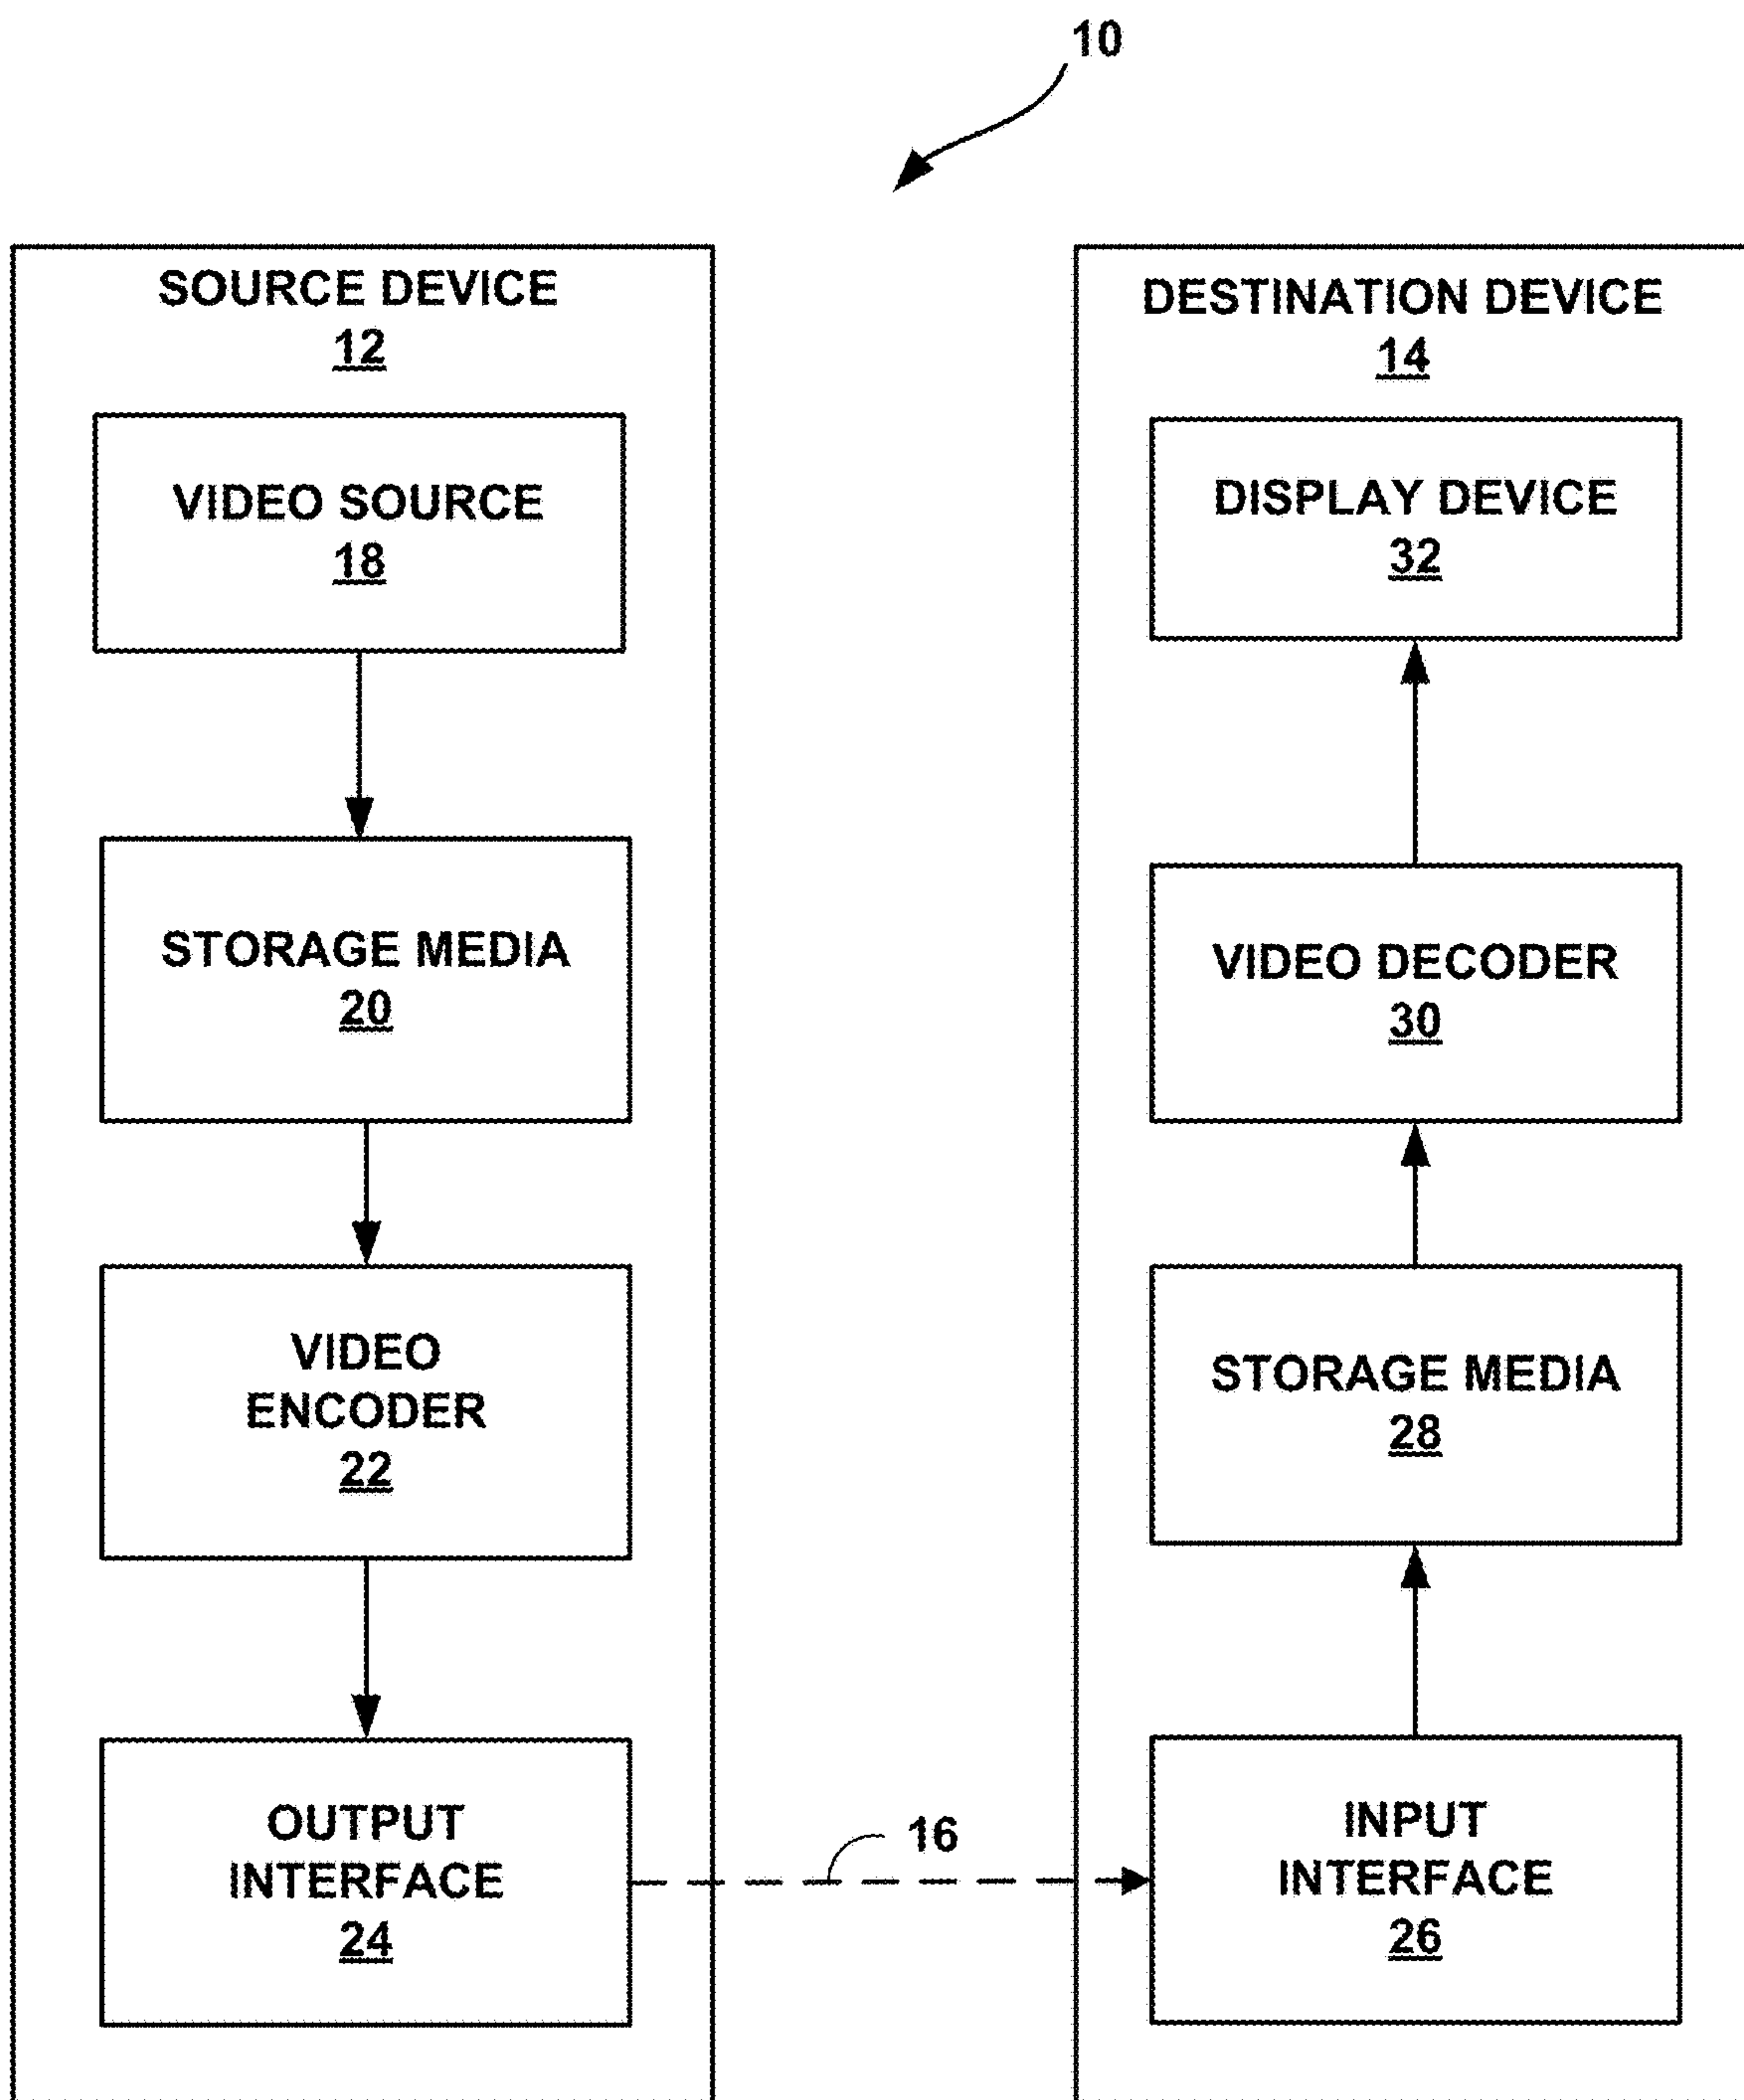 10
SOURCE DEVICE
12
VIDEO SOURCE
18
STORAGE MEDIA
20
VIDEO
ENCODER
22
OUTPUT
INTERFACE
24
16
DESTINATION DEVICE
14
DISPLAY DEVICE
32
VIDEO DECODER
30
STORAGE MEDIA
28
INPUT
INTERFACE
26